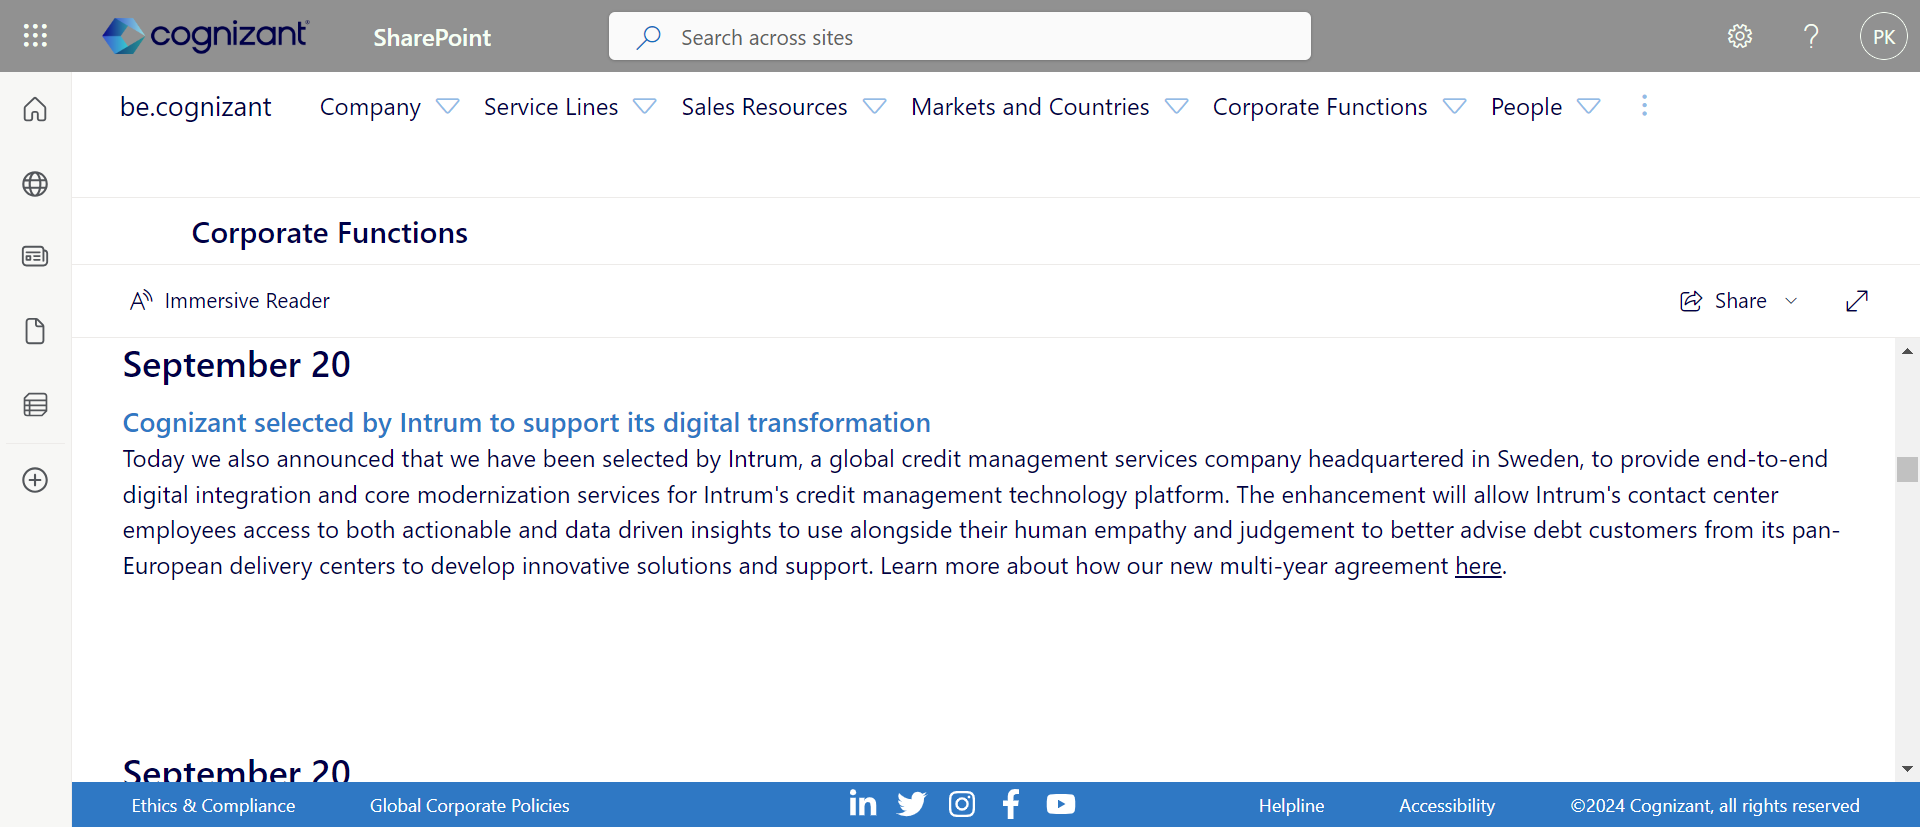 cognizant
SharePoint
Search across sites
PK
be.cognizant
Company
Service Lines
Sales Resources
Markets and Countries
Corporate Functions
People
Corporate Functions
Immersive Reader
Share
September 20
Cognizant selected by Intrum to support its digital transformation
Today we also announced that we have been selected by Intrum, a global credit management services company headquartered in Sweden, to provide end-to-end
digital integration and core modernization services for Intrum's credit management technology platform. The enhancement will allow Intrum's contact center
employees access to both actionable and data driven insights to use alongside their human empathy and judgement to better advise debt customers from its pan-
European delivery centers to develop innovative solutions and support. Learn more about how our new multi-year agreement here.
September 20
Ethics & Compliance
Global Corporate Policies
Helpline
Accessibility
©2024 Cognizant, all rights reserved